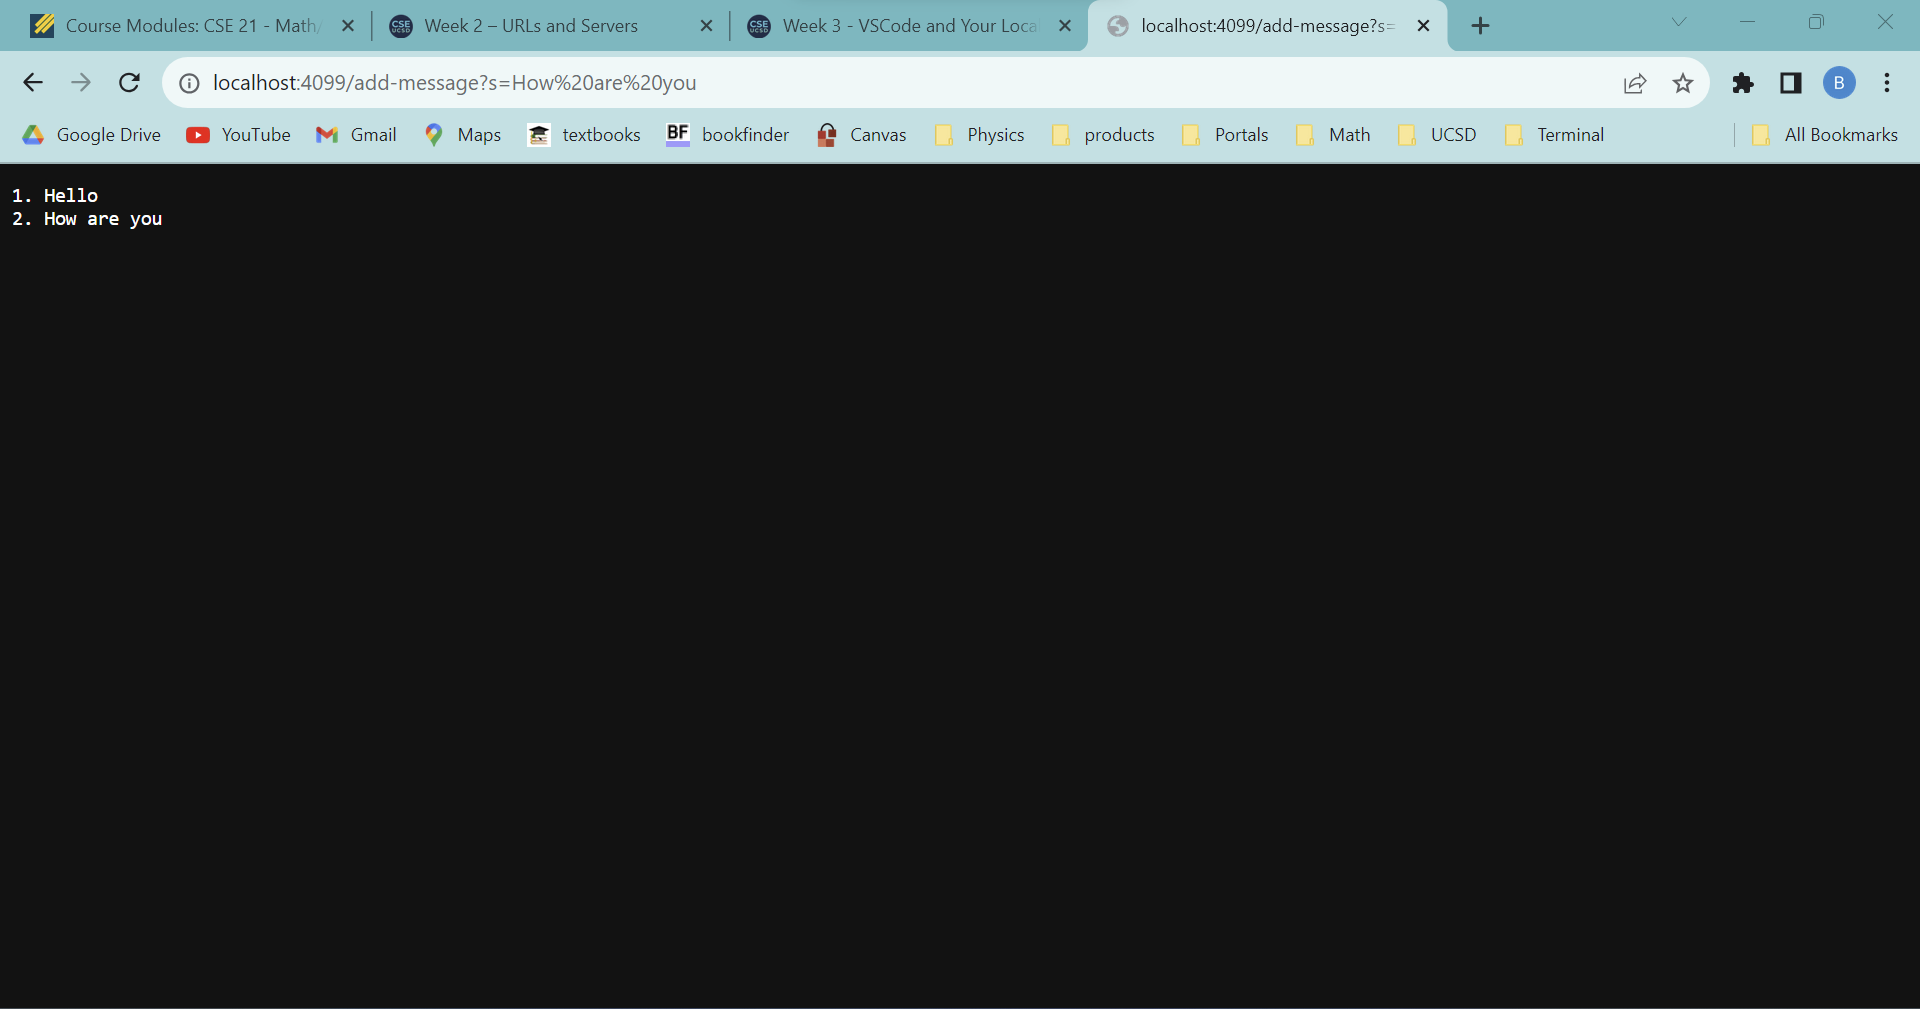 Course Modules: CSE 21 - Math/
Week 2 – URLs and Servers
Week 3 - VSCode and Your Loca
localhost:4099/add-message?s=
localhost:4099/add-message?s=How%20are%20you
B
Google Drive
YouTube
Gmail
Maps
textbooks
BF bookfinder
Canvas
Physics
products
Portals
Math
UCSD
Terminal
All Bookmarks
1. Hello
2. How are you